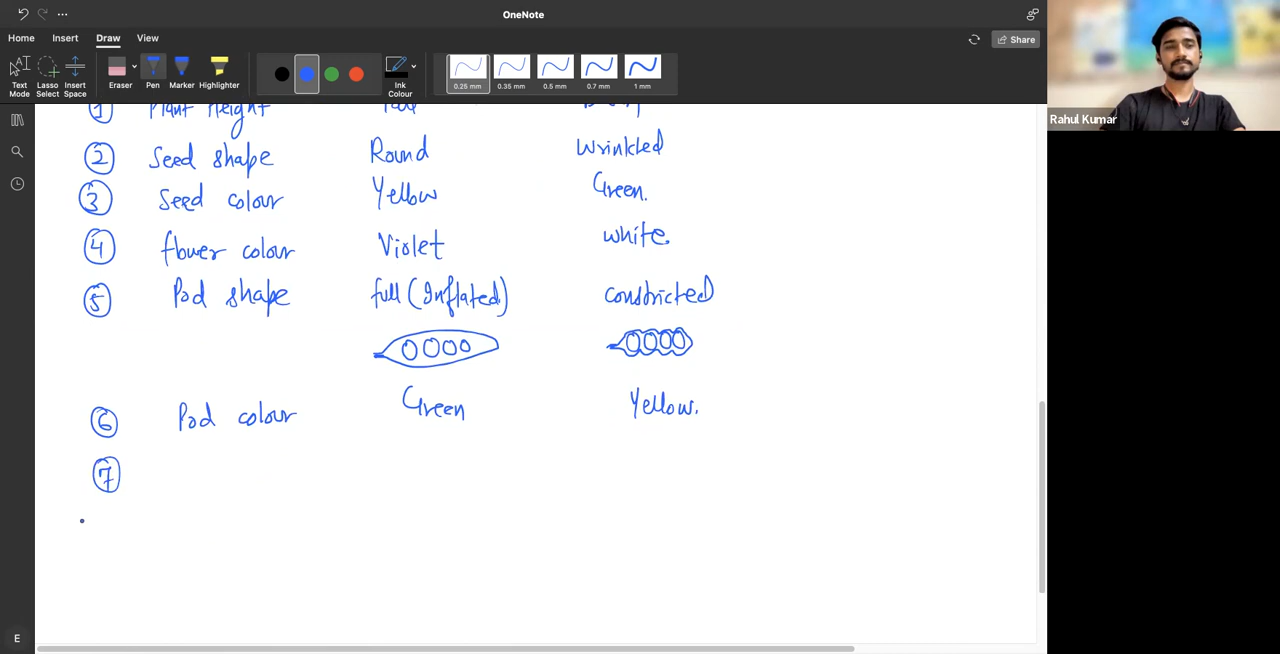 OneNote
Home Insert Draw View
Share
Text Mode
Lasso Select
Insert Space
Eraser
Pen
Marker
Highlighter
Ink Colour
0.25 mm
0.35 mm
0.5 mm
0.7 mm
1 mm
Rahul Kumar
1 Plant Height
2 Seed shape Round Wrinkled
3 Seed colour Yellow Green.
4 flower colour Violet white.
5 Pod shape full (Inflated) constricted
6 Pod colour Green Yellow.
7
E